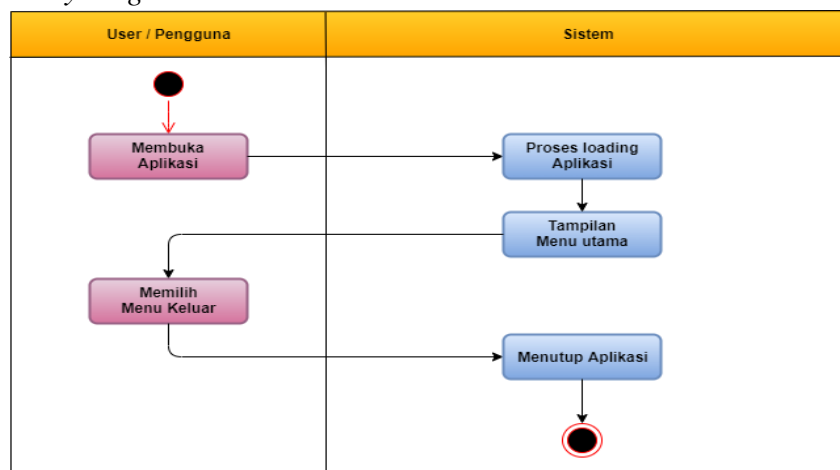 User / Pengguna
Sistem
Membuka
Aplikasi
Proses loading
Aplikasi
Tampilan
Menu utama
Memilih
Menu Keluar
Menutup Aplikasi